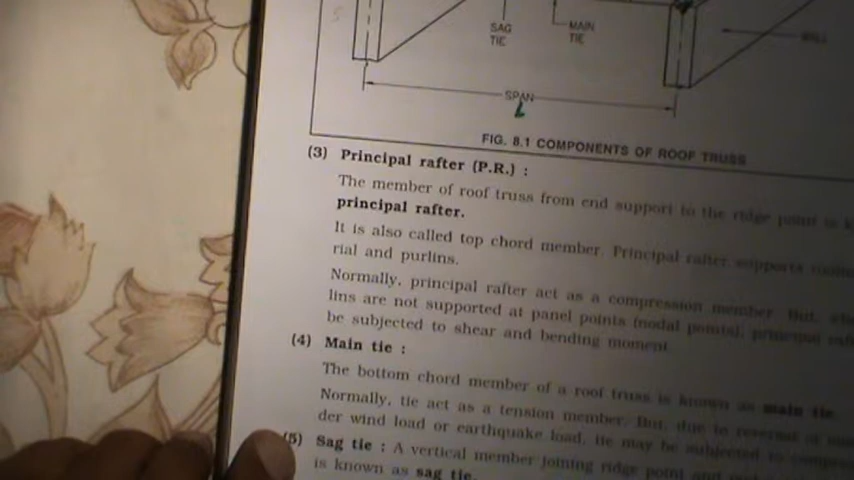 SAG
TIE
MAIN
TIE
SPAN
L
FIG. 8.1 COMPONENTS OF ROOF TRUSS
(3) Principal rafter (P.R.) :
The member of roof truss from end support to the ridge point is
principal rafter.
It is also called top chord member. Principal rafter supports
rial and purlins.
Normally, principal rafter act as a compression member. But,
lins are not supported at panel points (nodal points), principal
be subjected to shear and bending moment.
(4) Main tie :
The bottom chord member of a roof truss is known as main tie.
Normally, tie act as a tension member. But, due to reversal of
der wind load or earthquake load, tie may be subjected to
(5) Sag tie : A vertical member joining ridge point and
is known as sag tie.